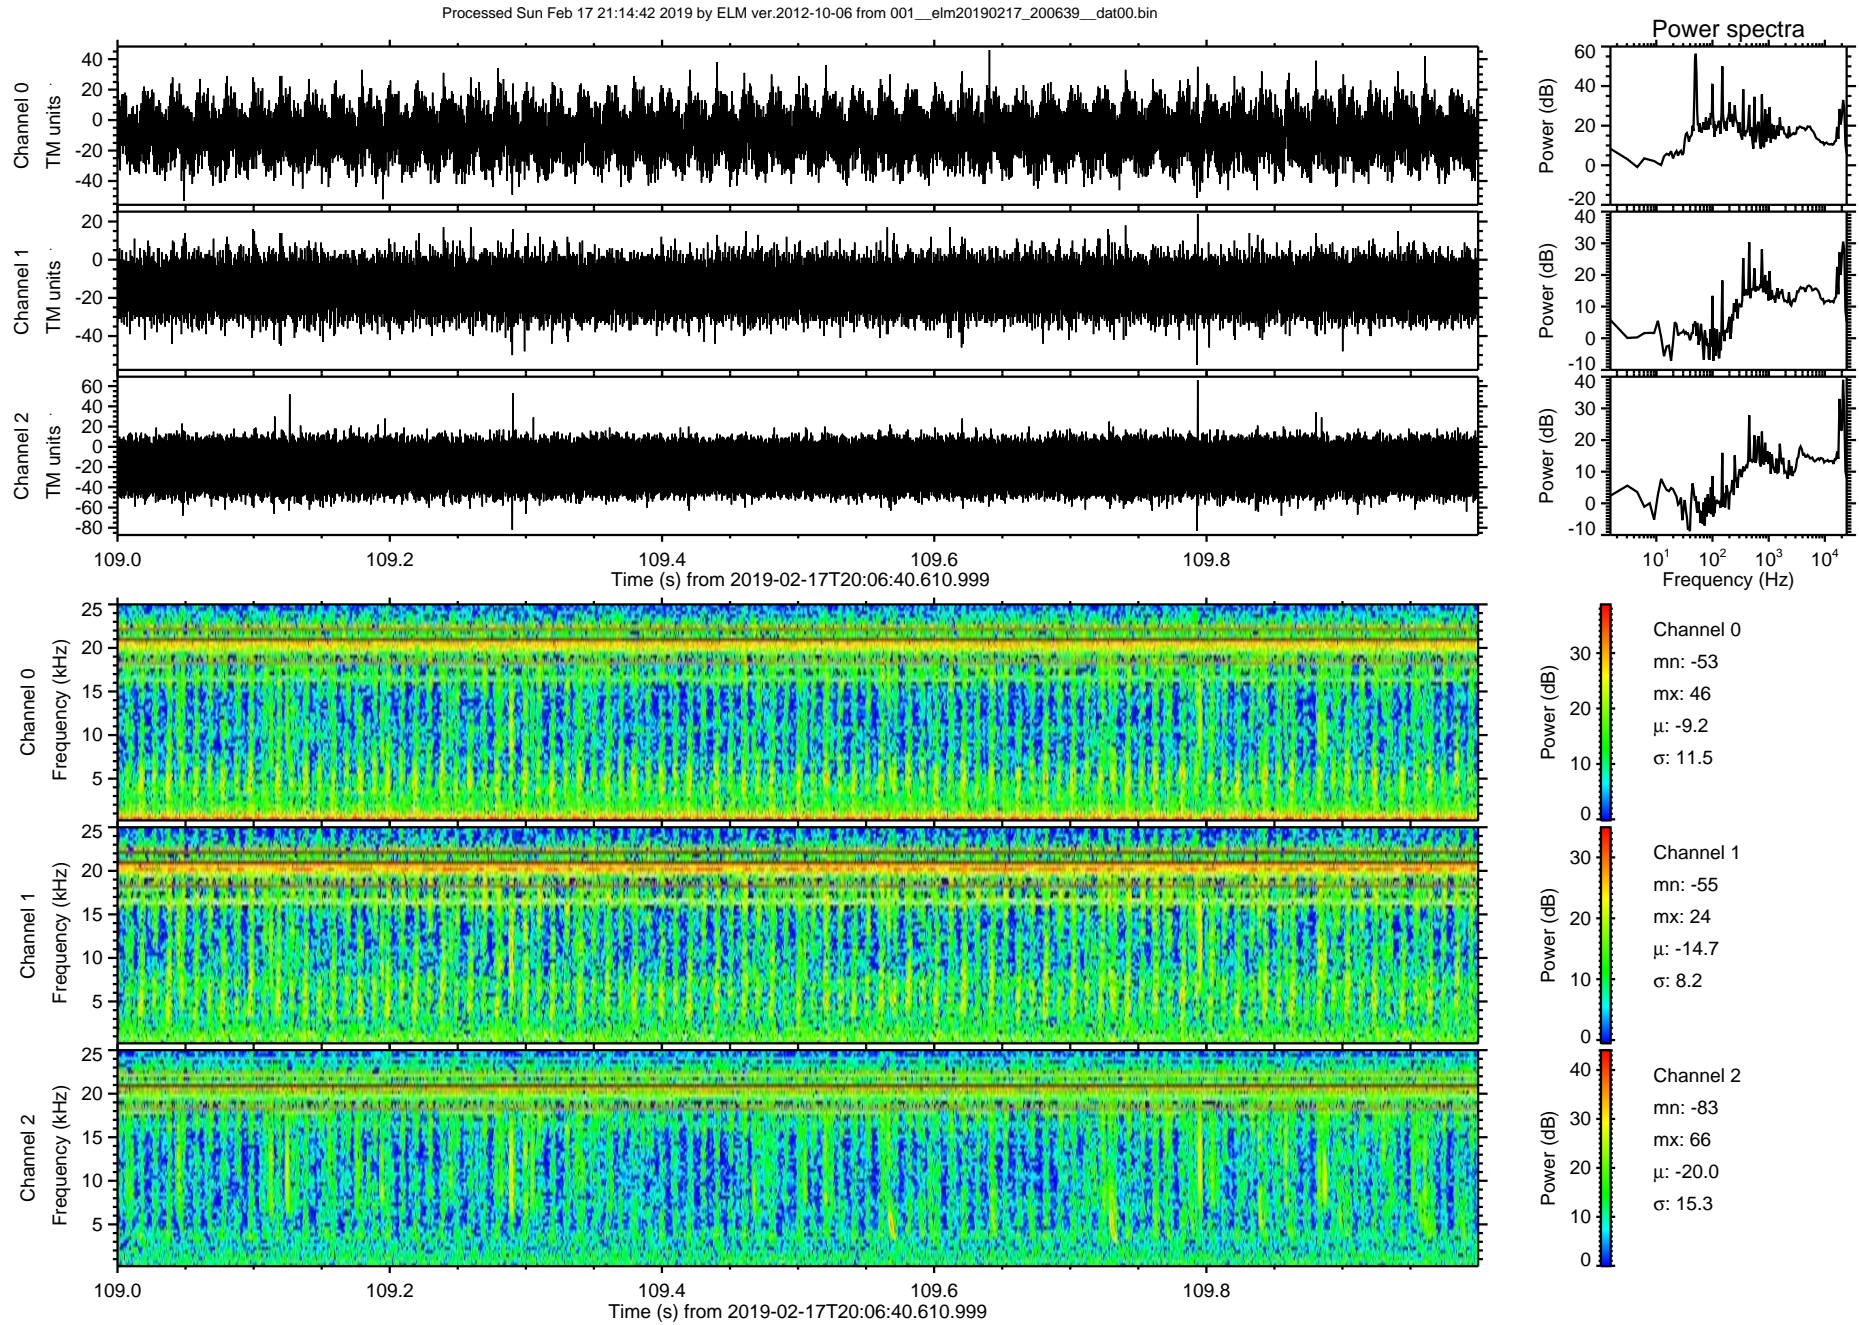 Processed Sun Feb 17 21:14:42 2019 by ELM ver.2012-10-06 from 001__elm20190217_200639__dat00.bin
Power spectra
Channel 0
TM units
40
20
0
-20
-40
Power (dB)
60
40
20
0
-20
Channel 1
TM units
20
0
-20
-40
Power (dB)
40
30
20
10
0
-10
Channel 2
TM units
60
40
20
0
-20
-40
-60
-80
Power (dB)
40
30
20
10
0
-10
109.0 109.2 109.4 109.6 109.8
Time (s) from 2019-02-17T20:06:40.610.999
10^1 10^2 10^3 10^4
Frequency (Hz)
Channel 0
Frequency (kHz)
25
20
15
10
5
Power (dB)
30
20
10
0
Channel 0
mn: -53
mx: 46
μ: -9.2
σ: 11.5
Channel 1
Frequency (kHz)
25
20
15
10
5
Power (dB)
30
20
10
0
Channel 1
mn: -55
mx: 24
μ: -14.7
σ: 8.2
Channel 2
Frequency (kHz)
25
20
15
10
5
Power (dB)
40
30
20
10
0
Channel 2
mn: -83
mx: 66
μ: -20.0
σ: 15.3
109.0 109.2 109.4 109.6 109.8
Time (s) from 2019-02-17T20:06:40.610.999